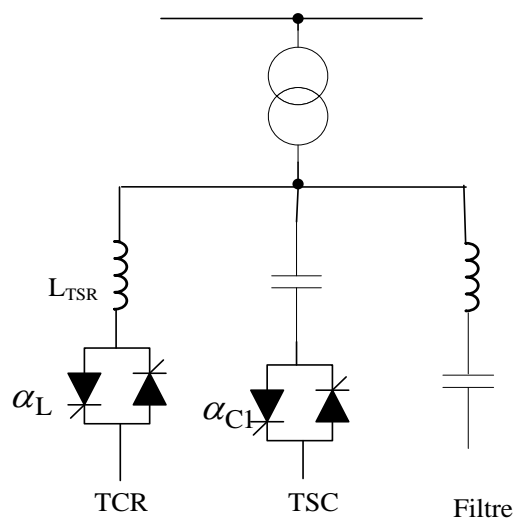 L_TSR
α_L
α_C1
TCR
TSC
Filtre